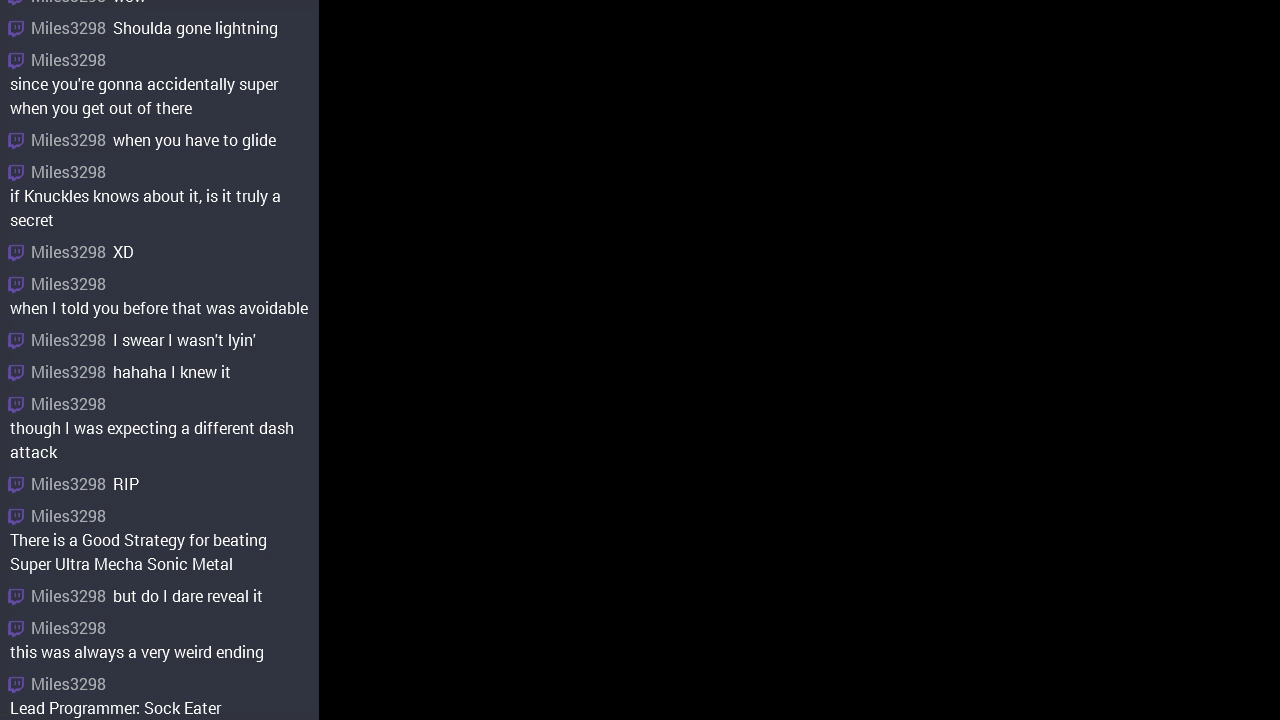 Miles3298 wow
Miles3298 Shoulda gone lightning
Miles3298
since you're gonna accidentally super
when you get out of there
Miles3298 when you have to glide
Miles3298
if Knuckles knows about it, is it truly a
secret
Miles3298 XD
Miles3298
when I told you before that was avoidable
Miles3298 I swear I wasn't lyin'
Miles3298 hahaha I knew it
Miles3298
though I was expecting a different dash
attack
Miles3298 RIP
Miles3298
There is a Good Strategy for beating
Super Ultra Mecha Sonic Metal
Miles3298 but do I dare reveal it
Miles3298
this was always a very weird ending
Miles3298
Lead Programmer: Sock Eater